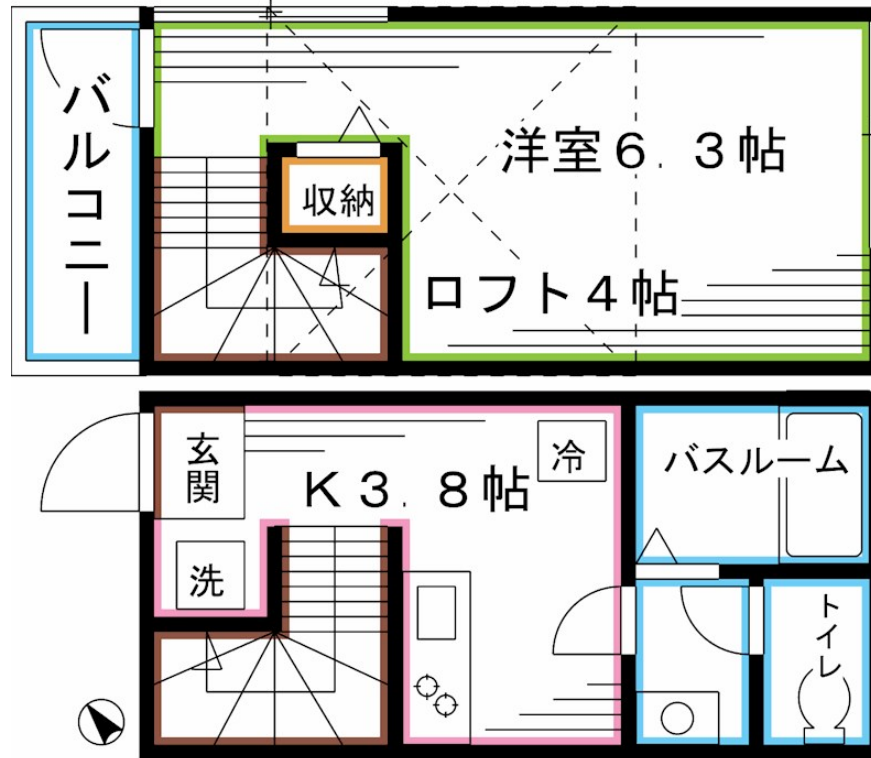 バルコニー
洋室6.3帖
収納
ロフト4帖
玄関
K3.8帖
冷
バスルーム
洗
トイレ